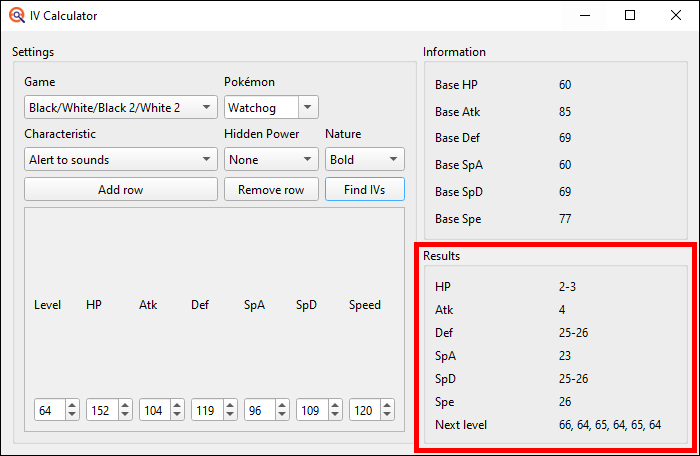 IV Calculator
Settings
Game Pokémon
Black/White/Black 2/White 2 Watchog
Characteristic Hidden Power Nature
Alert to sounds None Bold
Add row Remove row Find IVs
Level HP Atk Def SpA SpD Speed
64 152 104 119 96 109 120
Information
Base HP 60
Base Atk 85
Base Def 69
Base SpA 60
Base SpD 69
Base Spe 77
Results
HP 2-3
Atk 4
Def 25-26
SpA 23
SpD 25-26
Spe 26
Next level 66, 64, 65, 64, 65, 64